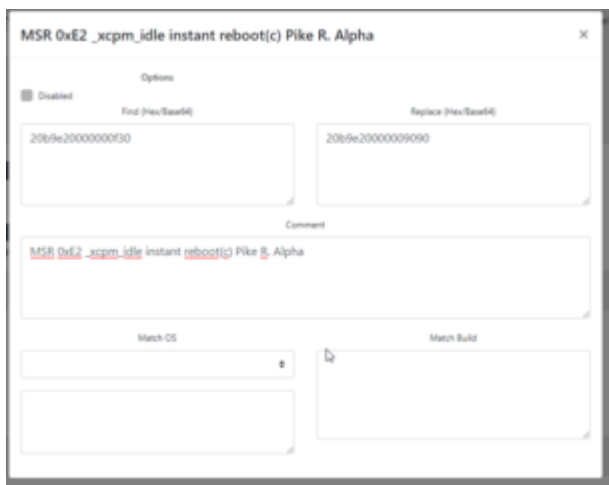 MSR 0xE2 _xcpm_idle instant reboot(c) Pike R. Alpha
×
Options
Disabled
Find (Hex/Base64)
Replace (Hex/Base64)
20b9e20000000f30
20b9e20000009090
Comment
MSR 0xE2 _xcpm_idle instant reboot(c) Pike R. Alpha
Match OS
Match Build